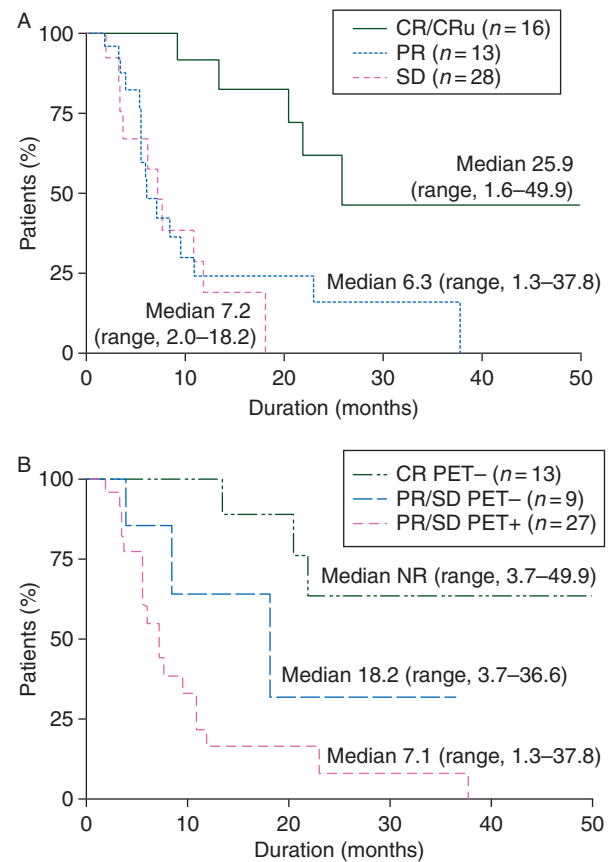 A
CR/CRu (n=16)
PR (n=13)
SD (n=28)
100
75
50
25
0
Patients (%)
Median 25.9
(range, 1.6–49.9)
Median 6.3 (range, 1.3–37.8)
Median 7.2
(range, 2.0–18.2)
0 10 20 30 40 50
Duration (months)
B
CR PET– (n=13)
PR/SD PET– (n=9)
PR/SD PET+ (n=27)
100
75
50
25
0
Patients (%)
Median NR (range, 3.7–49.9)
Median 18.2 (range, 3.7–36.6)
Median 7.1 (range, 1.3–37.8)
0 10 20 30 40 50
Duration (months)